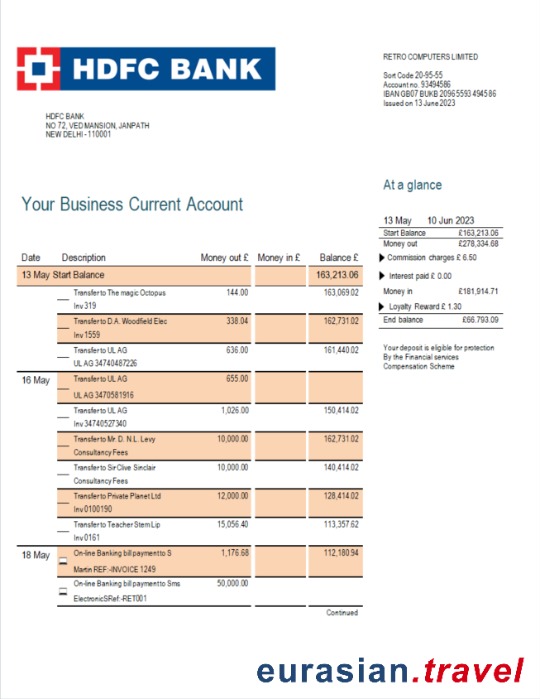 HDFC BANK
RETRO COMPUTERS LIMITED
Sort Code 20-95-55
Account no. 93494586
IBAN GB07 BUKB 20965593 494586
Issued on 13 June 2023
HDFC BANK
NO 72, VED MANSION, JANPATH
NEW DELHI - 110001
At a glance
Your Business Current Account
13 May 10 Jun 2023
Start Balance £163,213.06
Money out £278,334.68
Commission charges £ 6.50
Interest paid £ 0.00
Money in £181,914.71
Loyalty Reward £ 1.30
End balance £66.793.09
Your deposit is eligible for protection
By the Financial services
Compensation Scheme
Date Description Money out £ Money in £ Balance £
13 May Start Balance 163,213.06
Transfer to The magic Octopus 144.00 163,069.02
Inv 319
Transfer to D.A. Woodfield Elec 338.04 162,731.02
Inv 1559
Transfer to UL AG 636.00 161,440.02
UL AG 34740487226
16 May Transfer to UL AG 655.00
UL AG 3470581916
Transfer to UL AG 1,026.00 150,414.02
Inv 34740527340
Transfer to Mr. D. N.L. Levy 10,000.00 162,731.02
Consultancy Fees
Transfer to Sir Clive Sinclair 10,000.00 140,414.02
Consultancy Fees
Transfer to Private Planet Ltd 12,000.00 128,414.02
Inv 0100190
Transfer to Teacher Stem Lip 15,056.40 113,357.62
Inv 0161
18 May On-line Banking bill payment to S 1,176.68 112,180.94
Martin REF:-INVOICE 1249
On-line Banking bill payment to Sms 50,000.00
Electronic SRef:-RET001
Continued
eurasian.travel